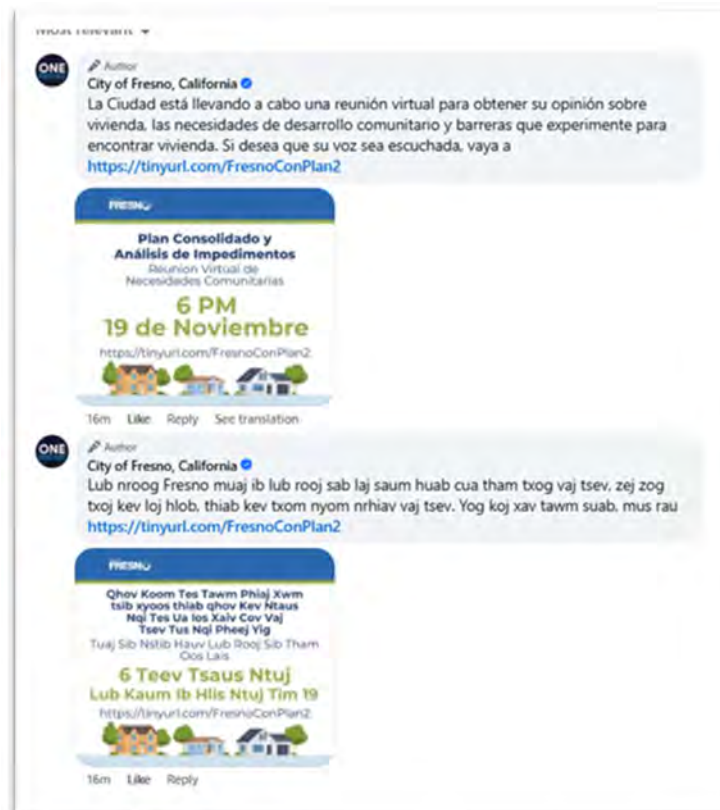 Most relevant
ONE
Author
City of Fresno, California
La Ciudad está llevando a cabo una reunión virtual para obtener su opinión sobre
vivienda, las necesidades de desarrollo comunitario y barreras que experimente para
encontrar vivienda. Si desea que su voz sea escuchada, vaya a
https://tinyurl.com/FresnoConPlan2
FRESNO
Plan Consolidado y
Análisis de Impedimentos
Reunion Virtual de
Necesidades Comunitarias
6 PM
19 de Noviembre
https://tinyurl.com/FresnoConPlan2
16m Like Reply See translation
ONE
Author
City of Fresno, California
Lub nroog Fresno muaj ib lub rooj sab laj saum huab cua tham txog vaj tsev, zej zog
txoj kev loj hlob, thiab kev txom nyom nrhiav vaj tsev. Yog koj xav tawm suab, mus rau
https://tinyurl.com/FresnoConPlan2
FRESNO
Qhov Koom Tes Tawm Phiaj Xwm
tsib xyoos thiab qhov Kev Ntaus
Nqi Tes Ua los Xaiv Cov Vaj
Tsev Tus Nqi Pheej Yig
Tuaj Sib Ntsib Hauv Lub Rooj Sib Tham
Oos Lais
6 Teev Tsaus Ntuj
Lub Kaum Ib Hlis Ntuj Tim 19
https://tinyurl.com/FresnoConPlan2
16m Like Reply